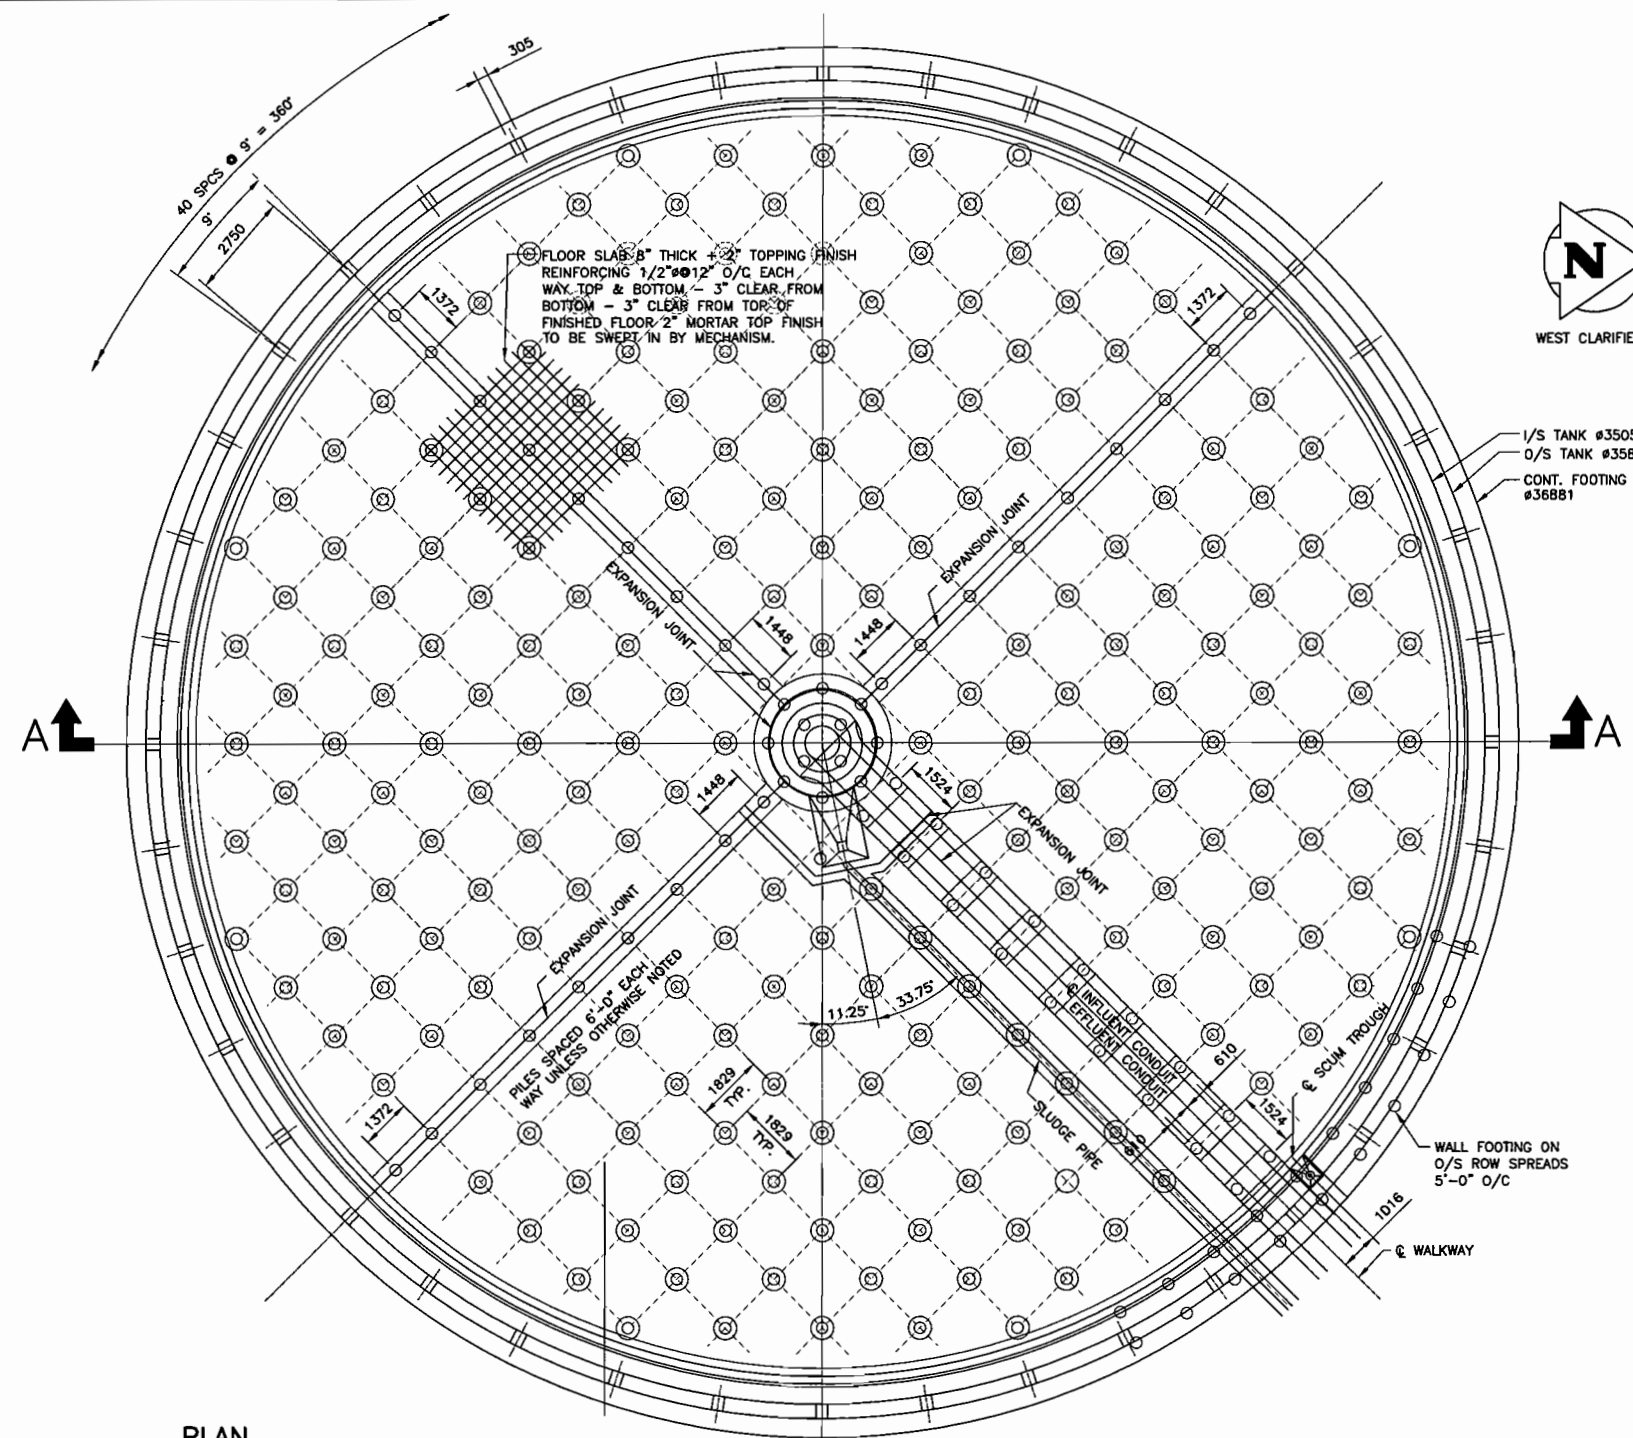 305
40 SPCS @ 9° = 360°
9°
2750
FLOOR SLAB 8" THICK + 2" TOPPING FINISH
REINFORCING 1/2"ø@12" O/C EACH
WAY TOP & BOTTOM - 3" CLEAR FROM
BOTTOM - 3" CLEAR FROM TOP OF
FINISHED FLOOR 2" MORTAR TOP FINISH
TO BE SWEPT IN BY MECHANISM.
1372
1372
N
WEST CLARIFIE
I/S TANK ø3505
O/S TANK ø358
CONT. FOOTING
ø36881
EXPANSION JOINT
EXPANSION JOINT
1448
1448
A
A
1448
1524
EXPANSION JOINT
EXPANSION JOINT
PILES SPACED 6'-0" EACH
WAY UNLESS OTHERWISE NOTED
11.25°
33.75°
℄ INFLUENT CONDUIT
EFFLUENT CONDUIT
610
℄ SCUM TROUGH
1829
TYP.
1829
TYP.
1372
SLUDGE PIPE
1524
WALL FOOTING ON
O/S ROW SPREADS
5'-0" O/C
1016
℄ WALKWAY
PLAN